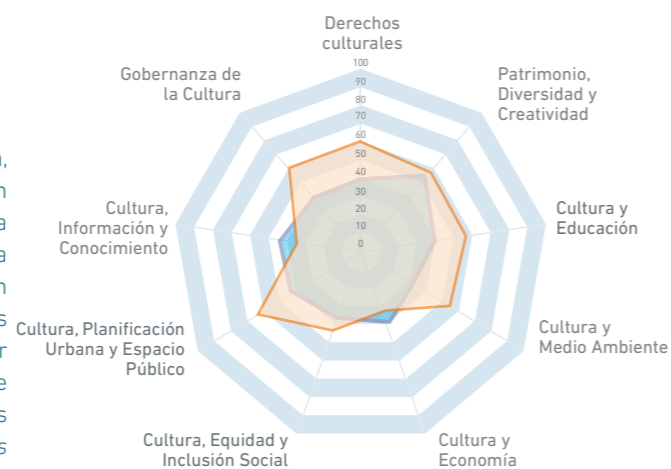 Derechos
culturales
Patrimonio,
Diversidad y
Creatividad
Cultura y
Educación
Cultura y
Medio Ambiente
Cultura y
Economía
Cultura, Equidad y
Inclusión Social
Cultura, Planificación
Urbana y Espacio
Público
Cultura,
Información y
Conocimiento
Gobernanza de
la Cultura
100
90
80
70
60
50
40
30
20
10
0